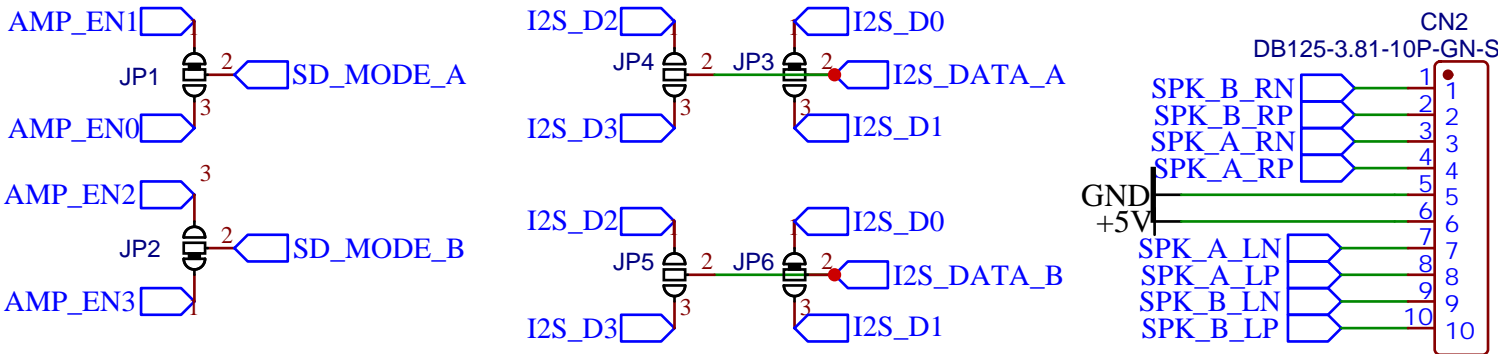 AMP_EN1
1
JP1
2
SD_MODE_A
3
AMP_EN0
AMP_EN2
3
JP2
2
SD_MODE_B
AMP_EN3
1
I2S_D2
1
I2S_D0
1
JP4
2
JP3
2
I2S_DATA_A
I2S_D3
3
I2S_D1
3
I2S_D2
1
I2S_D0
1
JP5
2
JP6
2
I2S_DATA_B
I2S_D3
3
I2S_D1
3
CN2
DB125-3.81-10P-GN-S
SPK_B_RN 1 1
SPK_B_RP 2 2
SPK_A_RN 3 3
SPK_A_RP 4 4
GND 5 5
+5V 6 6
SPK_A_LN 7 7
SPK_A_LP 8 8
SPK_B_LN 9 9
SPK_B_LP 10 10